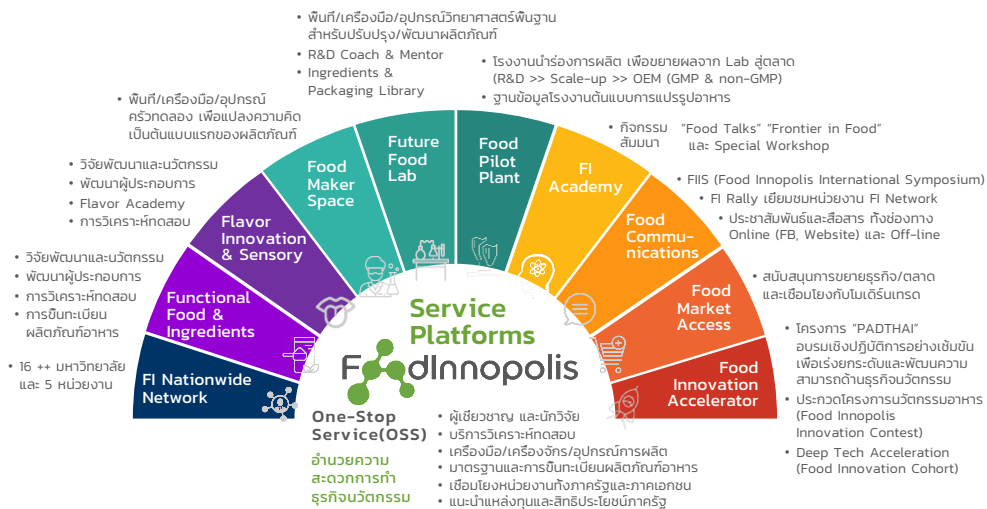 • พื้นที่/เครื่องมือ/อุปกรณ์วิทยาศาสตร์พื้นฐาน
สำหรับปรับปรุง/พัฒนาผลิตภัณฑ์
• R&D Coach & Mentor
• Ingredients &
Packaging Library
• โรงงานนำร่องการผลิต เพื่อขยายผลจาก Lab สู่ตลาด
(R&D >> Scale-up >> OEM (GMP & non-GMP)
• ฐานข้อมูลโรงงานต้นแบบการแปรรูปอาหาร
• พื้นที่/เครื่องมือ/อุปกรณ์
ครัวทดลอง เพื่อแปลงความคิด
เป็นต้นแบบแรกของผลิตภัณฑ์
• กิจกรรม "Food Talks" "Frontier in Food"
สัมมนา และ Special Workshop
• วิจัยพัฒนาและนวัตกรรม
• พัฒนาผู้ประกอบการ
• Flavor Academy
• การวิเคราะห์ทดสอบ
• FIIS (Food Innopolis International Symposium)
• FI Rally เยี่ยมชมหน่วยงาน FI Network
• ประชาสัมพันธ์และสื่อสาร ทั้งช่องทาง
Online (FB, Website) และ Off-line
• วิจัยพัฒนาและนวัตกรรม
• พัฒนาผู้ประกอบการ
• การวิเคราะห์ทดสอบ
• การขึ้นทะเบียน
ผลิตภัณฑ์อาหาร
• สนับสนุนการขยายธุรกิจ/ตลาด
และเชื่อมโยงกับโมเดิร์นเทรด
• 16 ++ มหาวิทยาลัย
และ 5 หน่วยงาน
• โครงการ "PADTHAI"
อบรมเชิงปฏิบัติการอย่างเข้มข้น
เพื่อเร่งยกระดับและพัฒนความ
สามารถด้านธุรกิจนวัตกรรม
• ประกวดโครงการนวัตกรรมอาหาร
(Food Innopolis
Innovation Contest)
• Deep Tech Acceleration
(Food Innovation Cohort)
FI Nationwide
Network
Functional
Food &
Ingredients
Flavor
Innovation
& Sensory
Food
Maker
Space
Future
Food
Lab
Food
Pilot
Plant
FI
Academy
Food
Commu-
nications
Food
Market
Access
Food
Innovation
Accelerator
Service
Platforms
FoodInnopolis
One-Stop
Service(OSS)
อำนวยความ
สะดวกการทำ
ธุรกิจนวัตกรรม
• ผู้เชี่ยวชาญ และนักวิจัย
• บริการวิเคราะห์ทดสอบ
• เครื่องมือ/เครื่องจักร/อุปกรณ์การผลิต
• มาตรฐานและการขึ้นทะเบียนผลิตภัณฑ์อาหาร
• เชื่อมโยงหน่วยงานทั้งภาครัฐและภาคเอกชน
• แนะนำแหล่งทุนและสิทธิประโยชน์ภาครัฐ